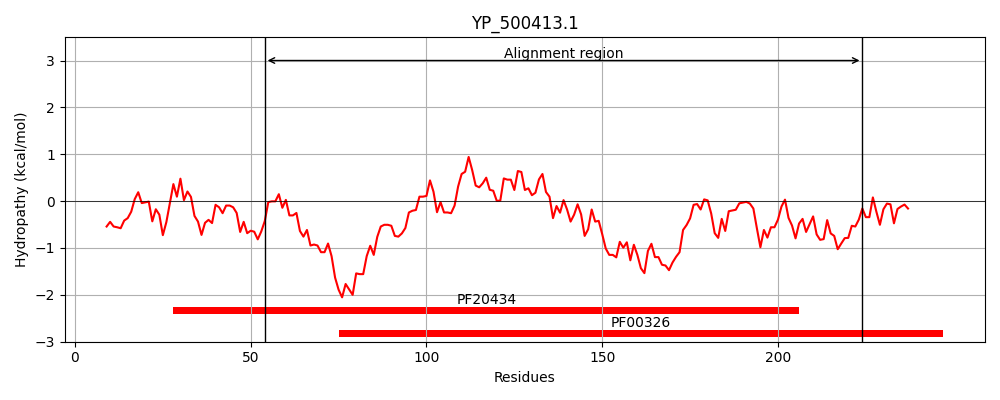 YP_500413.1
Alignment region
3
2
1
0
−1
−2
−3
Hydropathy (kcal/mol)
PF20434
PF00326
0
50
100
150
200
Residues